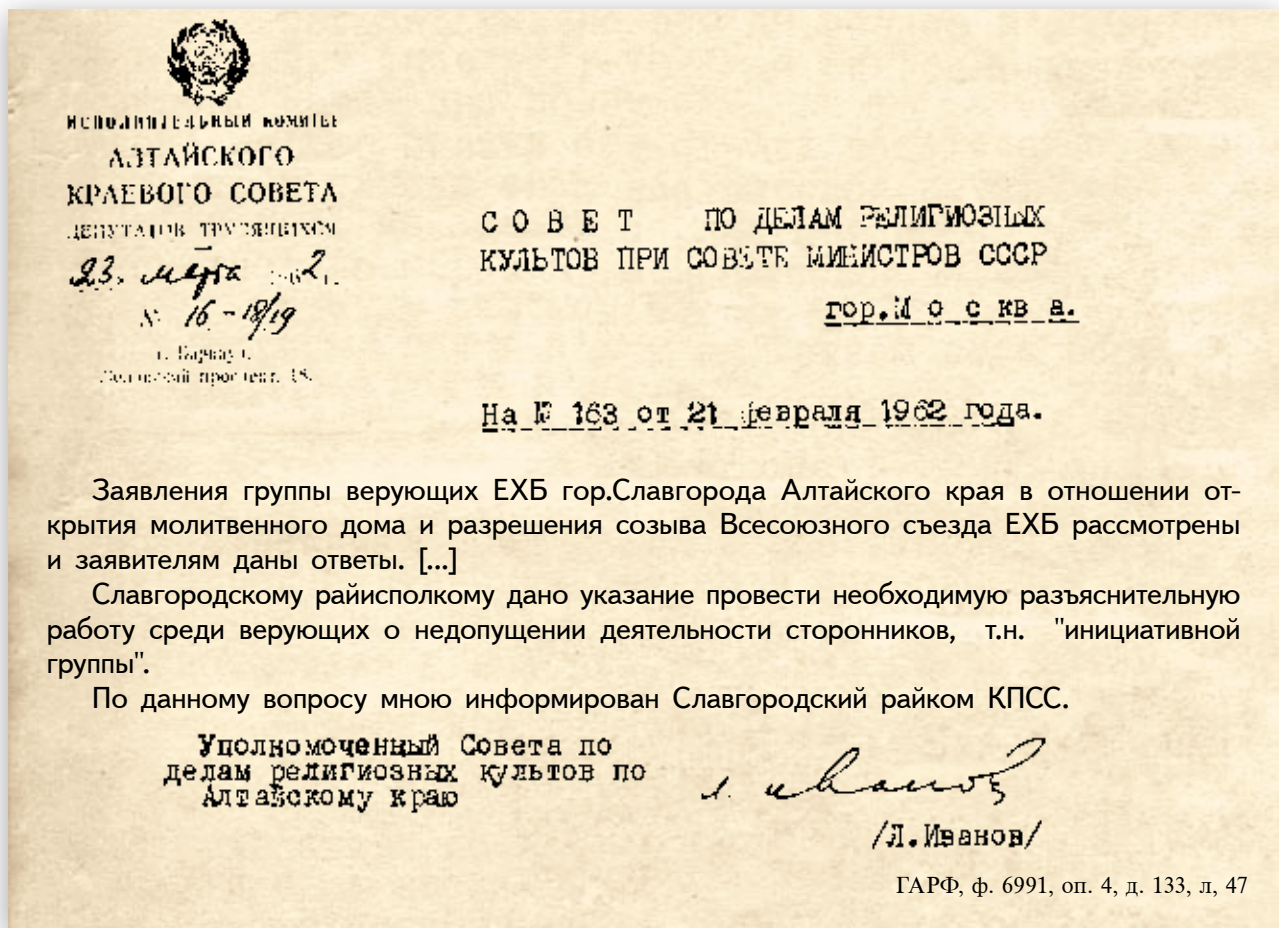 ИСПОЛНИТЕЛЬНЫЙ КОМИТЕТ
АЛТАЙСКОГО
КРАЕВОГО СОВЕТА
ДЕПУТАТОВ ТРУДЯЩИХСЯ
23. марта 1962 г.
№ 16-18/19
г. Барнаул
проспект, 18.
СОВЕТ ПО ДЕЛАМ РЕЛИГИОЗНЫХ
КУЛЬТОВ ПРИ СОВЕТЕ МИНИСТРОВ СССР
гор.Москва.
На № 163 от 21 февраля 1962 года.
Заявления группы верующих ЕХБ гор.Славгорода Алтайского края в отношении от-
крытия молитвенного дома и разрешения созыва Всесоюзного съезда ЕХБ рассмотрены
и заявителям даны ответы. [...]
Славгородскому райисполкому дано указание провести необходимую разъяснительную
работу среди верующих о недопущении деятельности сторонников, т.н. "инициативной
группы".
По данному вопросу мною информирован Славгородский райком КПСС.
Уполномоченный Совета по
делам религиозных культов по
Алтайскому краю
Л. Иванов
/Л.Иванов/
ГАРФ, ф. 6991, оп. 4, д. 133, л, 47